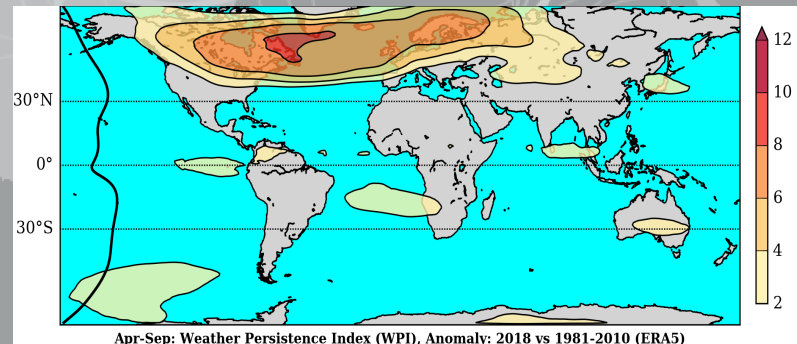 12
30°N
10
8
0°
6
30°S
4
2
Apr-Sep: Weather Persistence Index (WPI), Anomaly: 2018 vs 1981-2010 (ERA5)